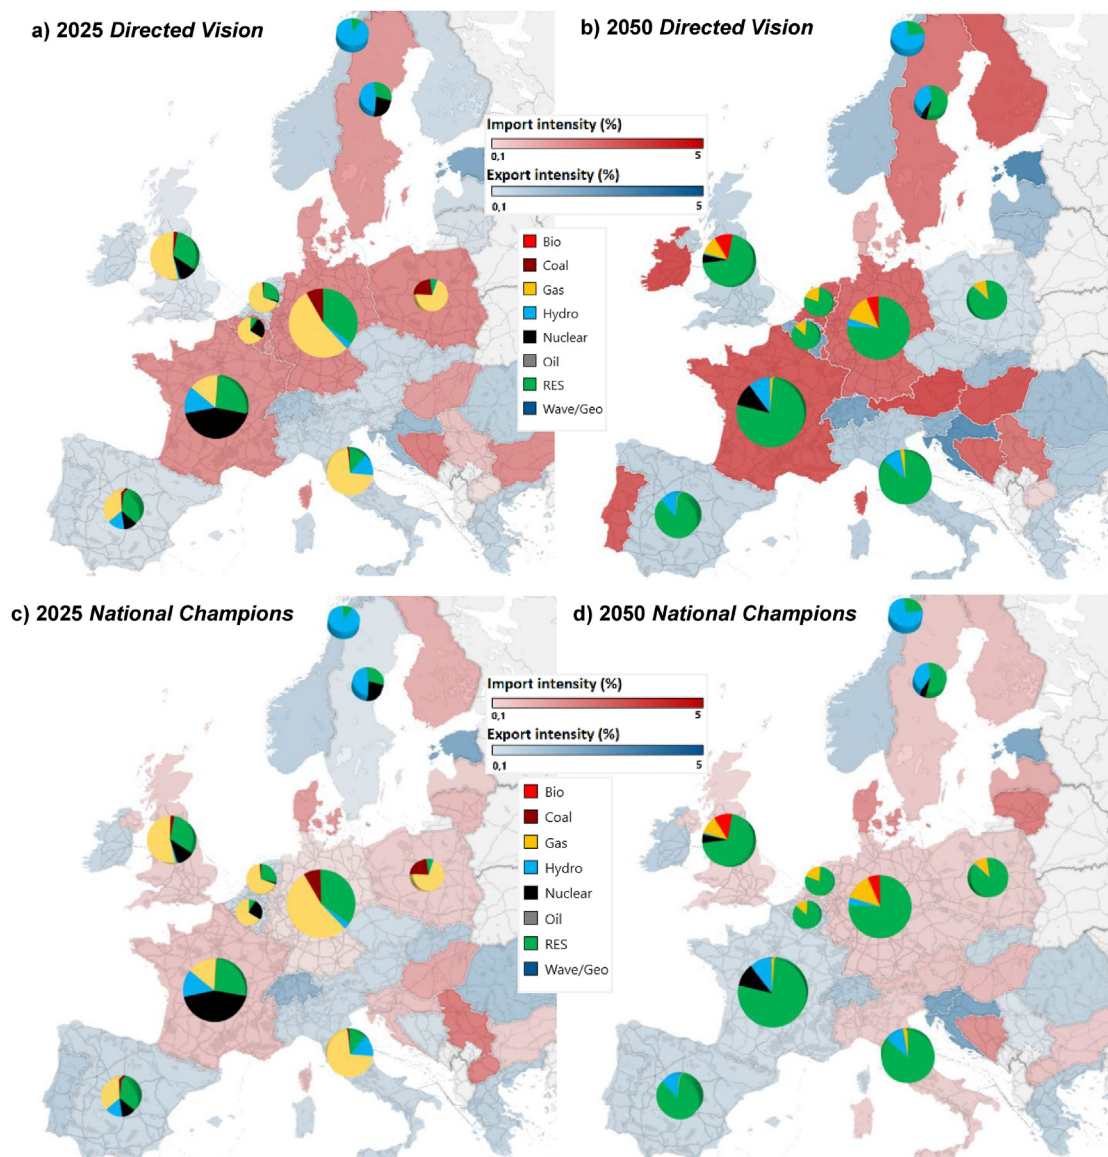 a) 2025 Directed Vision
b) 2050 Directed Vision
Import intensity (%)
0,1 5
Export intensity (%)
0,1 5
Bio
Coal
Gas
Hydro
Nuclear
Oil
RES
Wave/Geo
c) 2025 National Champions
d) 2050 National Champions
Import intensity (%)
0,1 5
Export intensity (%)
0,1 5
Bio
Coal
Gas
Hydro
Nuclear
Oil
RES
Wave/Geo